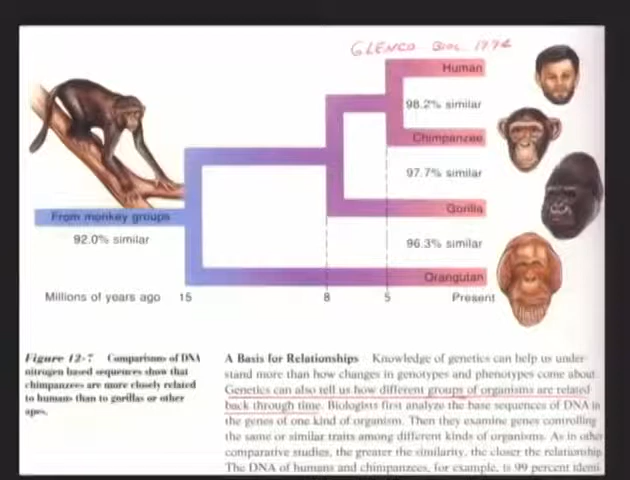 GLENCO BIOL 1994
Human
98.2% similar
Chimpanzee
97.7% similar
Gorilla
96.3% similar
Orangutan
From monkey groups
92.0% similar
Millions of years ago 15 8 5 Present
Figure 12-7 Comparisons of DNA
nitrogen based sequences show that
chimpanzees are more closely related
to humans than to gorillas or other
apes.
A Basis for Relationships Knowledge of genetics can help us under
stand more than how changes in genotypes and phenotypes come about.
Genetics can also tell us how different groups of organisms are related
back through time. Biologists first analyze the base sequences of DNA in
the genes of one kind of organism. Then they examine genes controlling
the same or similar traits among different kinds of organisms. As in other
comparative studies, the greater the similarity, the closer the relationship.
The DNA of humans and chimpanzees, for example, is 99 percent identi